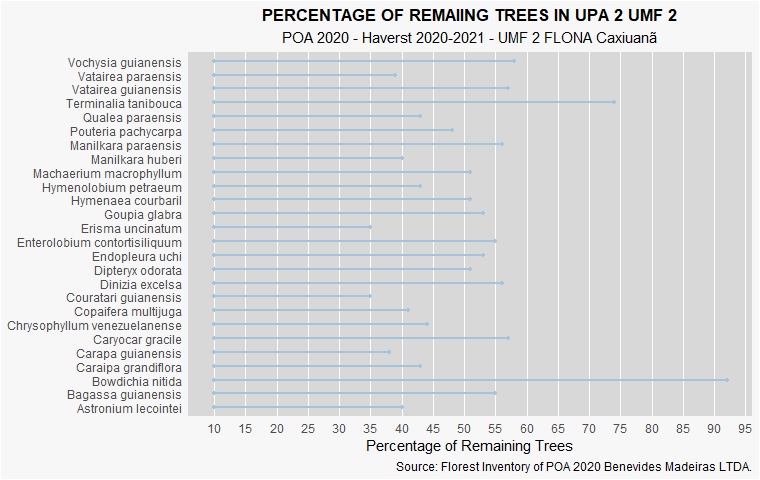 PERCENTAGE OF REMAIING TREES IN UPA 2 UMF 2
POA 2020 - Haverst 2020-2021 - UMF 2 FLONA Caxiuanã
Vochysia guianensis
Vatairea paraensis
Vatairea guianensis
Terminalia tanibouca
Qualea paraensis
Pouteria pachycarpa
Manilkara paraensis
Manilkara huberi
Machaerium macrophyllum
Hymenolobium petraeum
Hymenaea courbaril
Goupia glabra
Erisma uncinatum
Enterolobium contortisiliquum
Endopleura uchi
Dipteryx odorata
Dinizia excelsa
Couratari guianensis
Copaifera multijuga
Chrysophyllum venezuelanense
Caryocar gracile
Carapa guianensis
Caraipa grandiflora
Bowdichia nitida
Bagassa guianensis
Astronium lecointei
10 15 20 25 30 35 40 45 50 55 60 65 70 75 80 85 90 95
Percentage of Remaining Trees
Source: Florest Inventory of POA 2020 Benevides Madeiras LTDA.